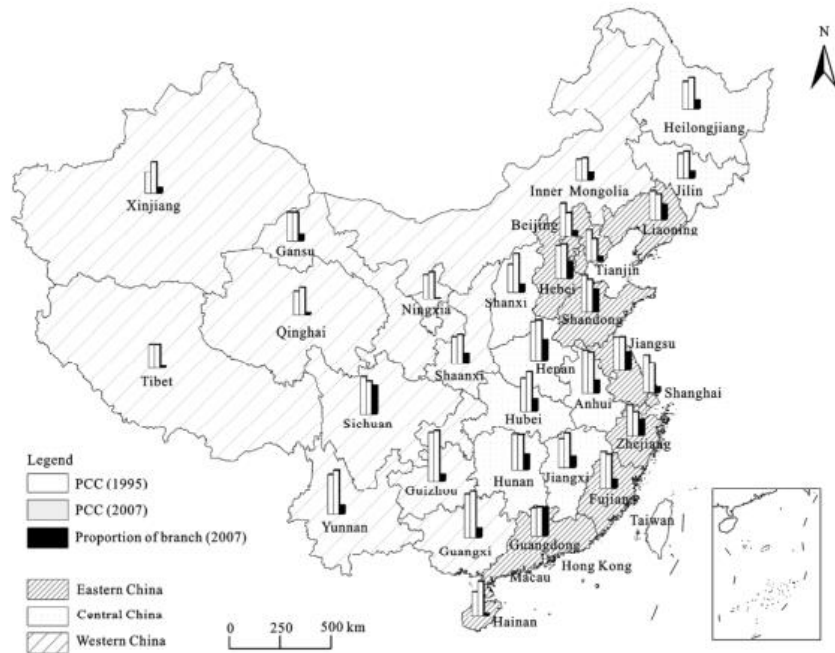 N
Heilongjiang
Jilin
Inner Mongolia
Xinjiang
Liaoning
Beijing
Gansu
Tianjin
Hebei
Ningxia
Shanxi
Qinghai
Shandong
Jiangsu
Shaanxi
Henan
Tibet
Shanghai
Anhui
Sichuan
Hubei
Zhejiang
Legend
PCC (1995)
PCC (2007)
Proportion of branch (2007)
Guizhou
Hunan
Jiangxi
Fujian
Yunnan
Taiwan
Guangxi
Guangdong
Hong Kong
Macau
Eastern China
Central China
Western China
Hainan
0 250 500 km